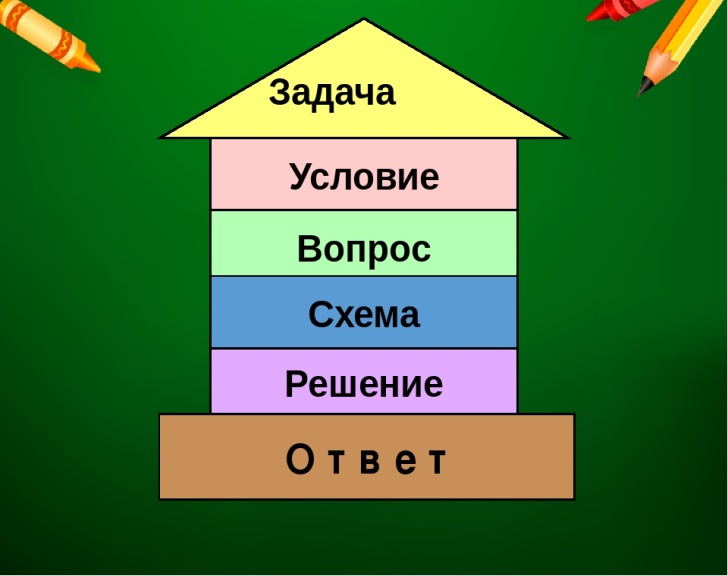 Задача
Условие
Вопрос
Схема
Решение
О т в е т